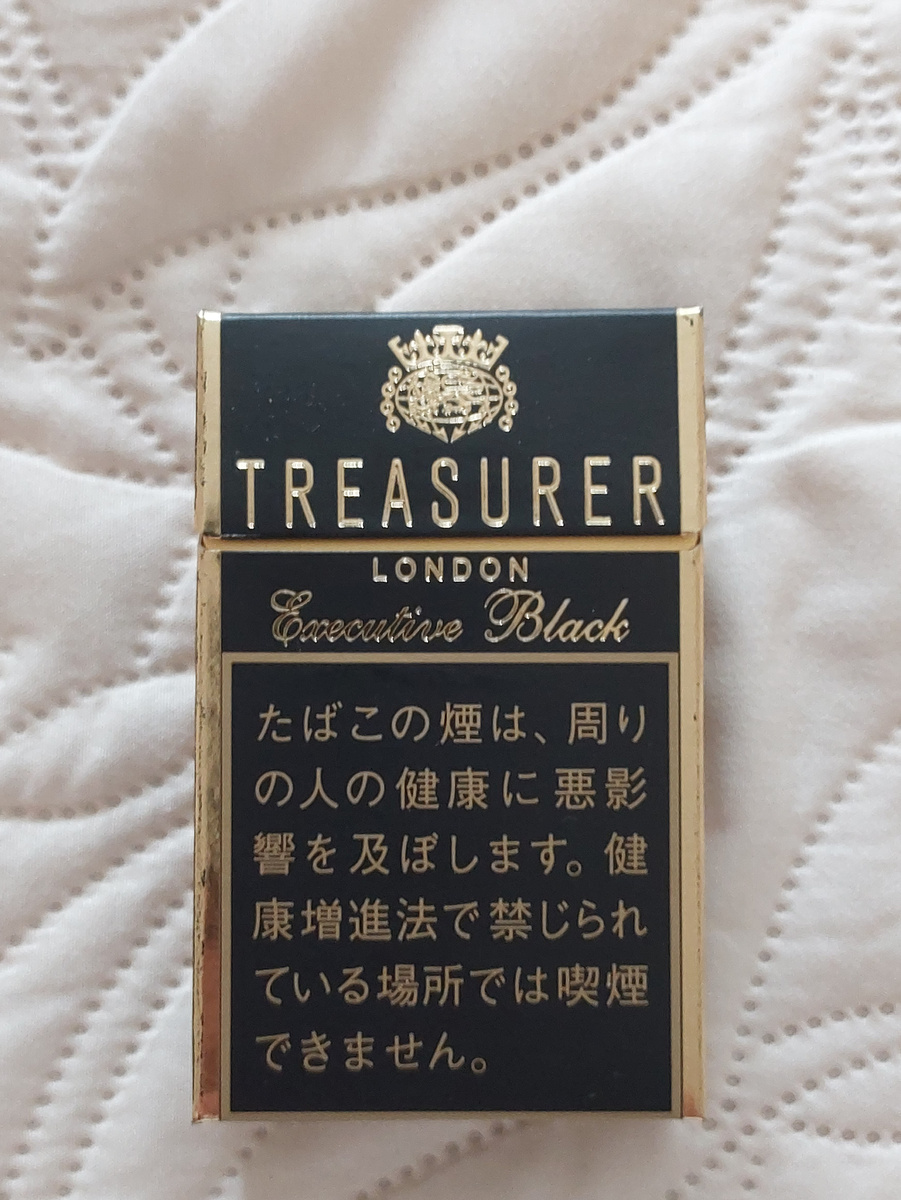 TREASURER
LONDON
Executive Black
たばこの煙は、周り
の人の健康に悪影
響を及ぼします。健
康増進法で禁じられ
ている場所では喫煙
できません。